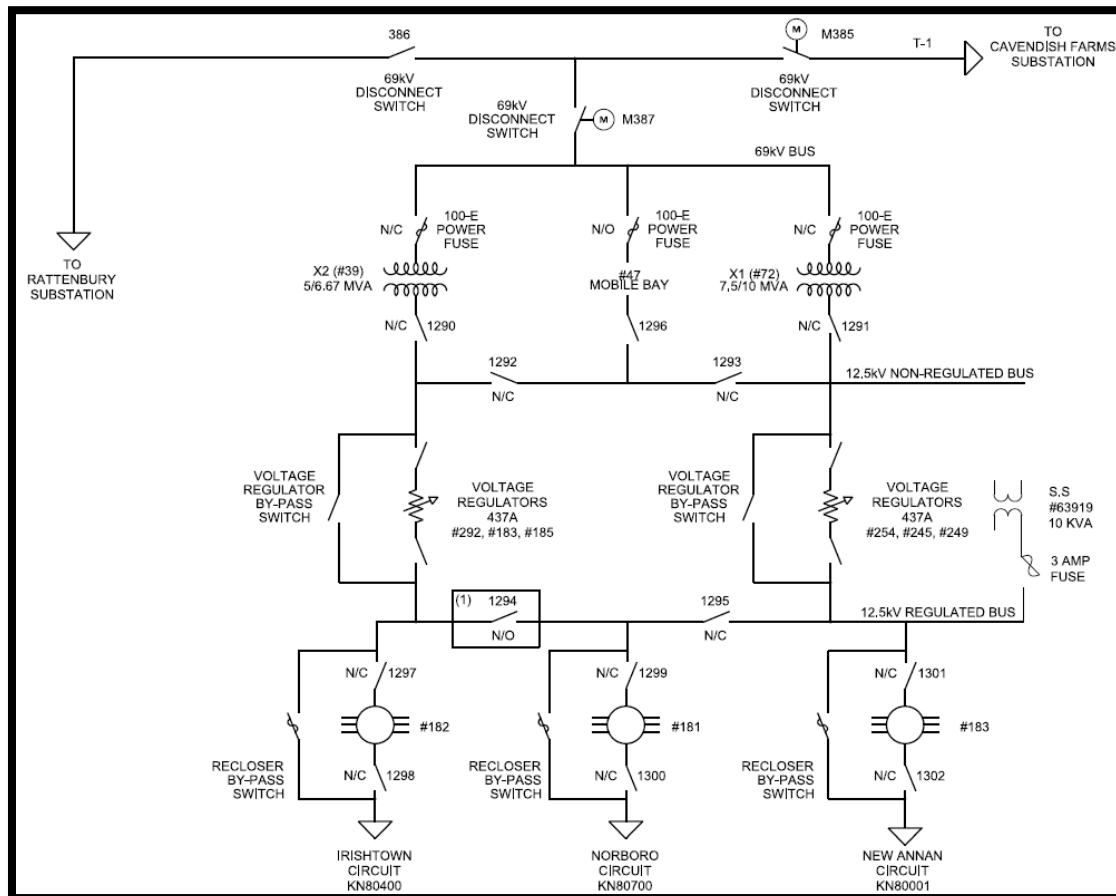 386
M
M385
T-1
TO
CAVENDISH FARMS
SUBSTATION
69kV
DISCONNECT
SWITCH
69kV
DISCONNECT
SWITCH
69kV
DISCONNECT
SWITCH
M
M387
69kV BUS
TO
RATTENBURY
SUBSTATION
N/C
100-E
POWER
FUSE
N/O
100-E
POWER
FUSE
N/C
100-E
POWER
FUSE
X2 (#39)
5/6.67 MVA
#47
MOBILE BAY
X1 (#72)
7,5/10 MVA
N/C
1290
1296
N/C
1291
1292
N/C
1293
N/C
12.5kV NON-REGULATED BUS
VOLTAGE
REGULATOR
BY-PASS
SWITCH
VOLTAGE
REGULATORS
437A
#292, #183, #185
VOLTAGE
REGULATOR
BY-PASS
SWITCH
VOLTAGE
REGULATORS
437A
#254, #245, #249
S.S
#63919
10 KVA
3 AMP
FUSE
(1)
1294
N/O
1295
N/C
12.5kV REGULATED BUS
N/C
1297
N/C
1299
N/C
1301
#182
#181
#183
RECLOSER
BY-PASS
SWITCH
N/C
1298
RECLOSER
BY-PASS
SWITCH
N/C
1300
RECLOSER
BY-PASS
SWITCH
N/C
1302
IRISHTOWN
CIRCUIT
KN80400
NORBORO
CIRCUIT
KN80700
NEW ANNAN
CIRCUIT
KN80001